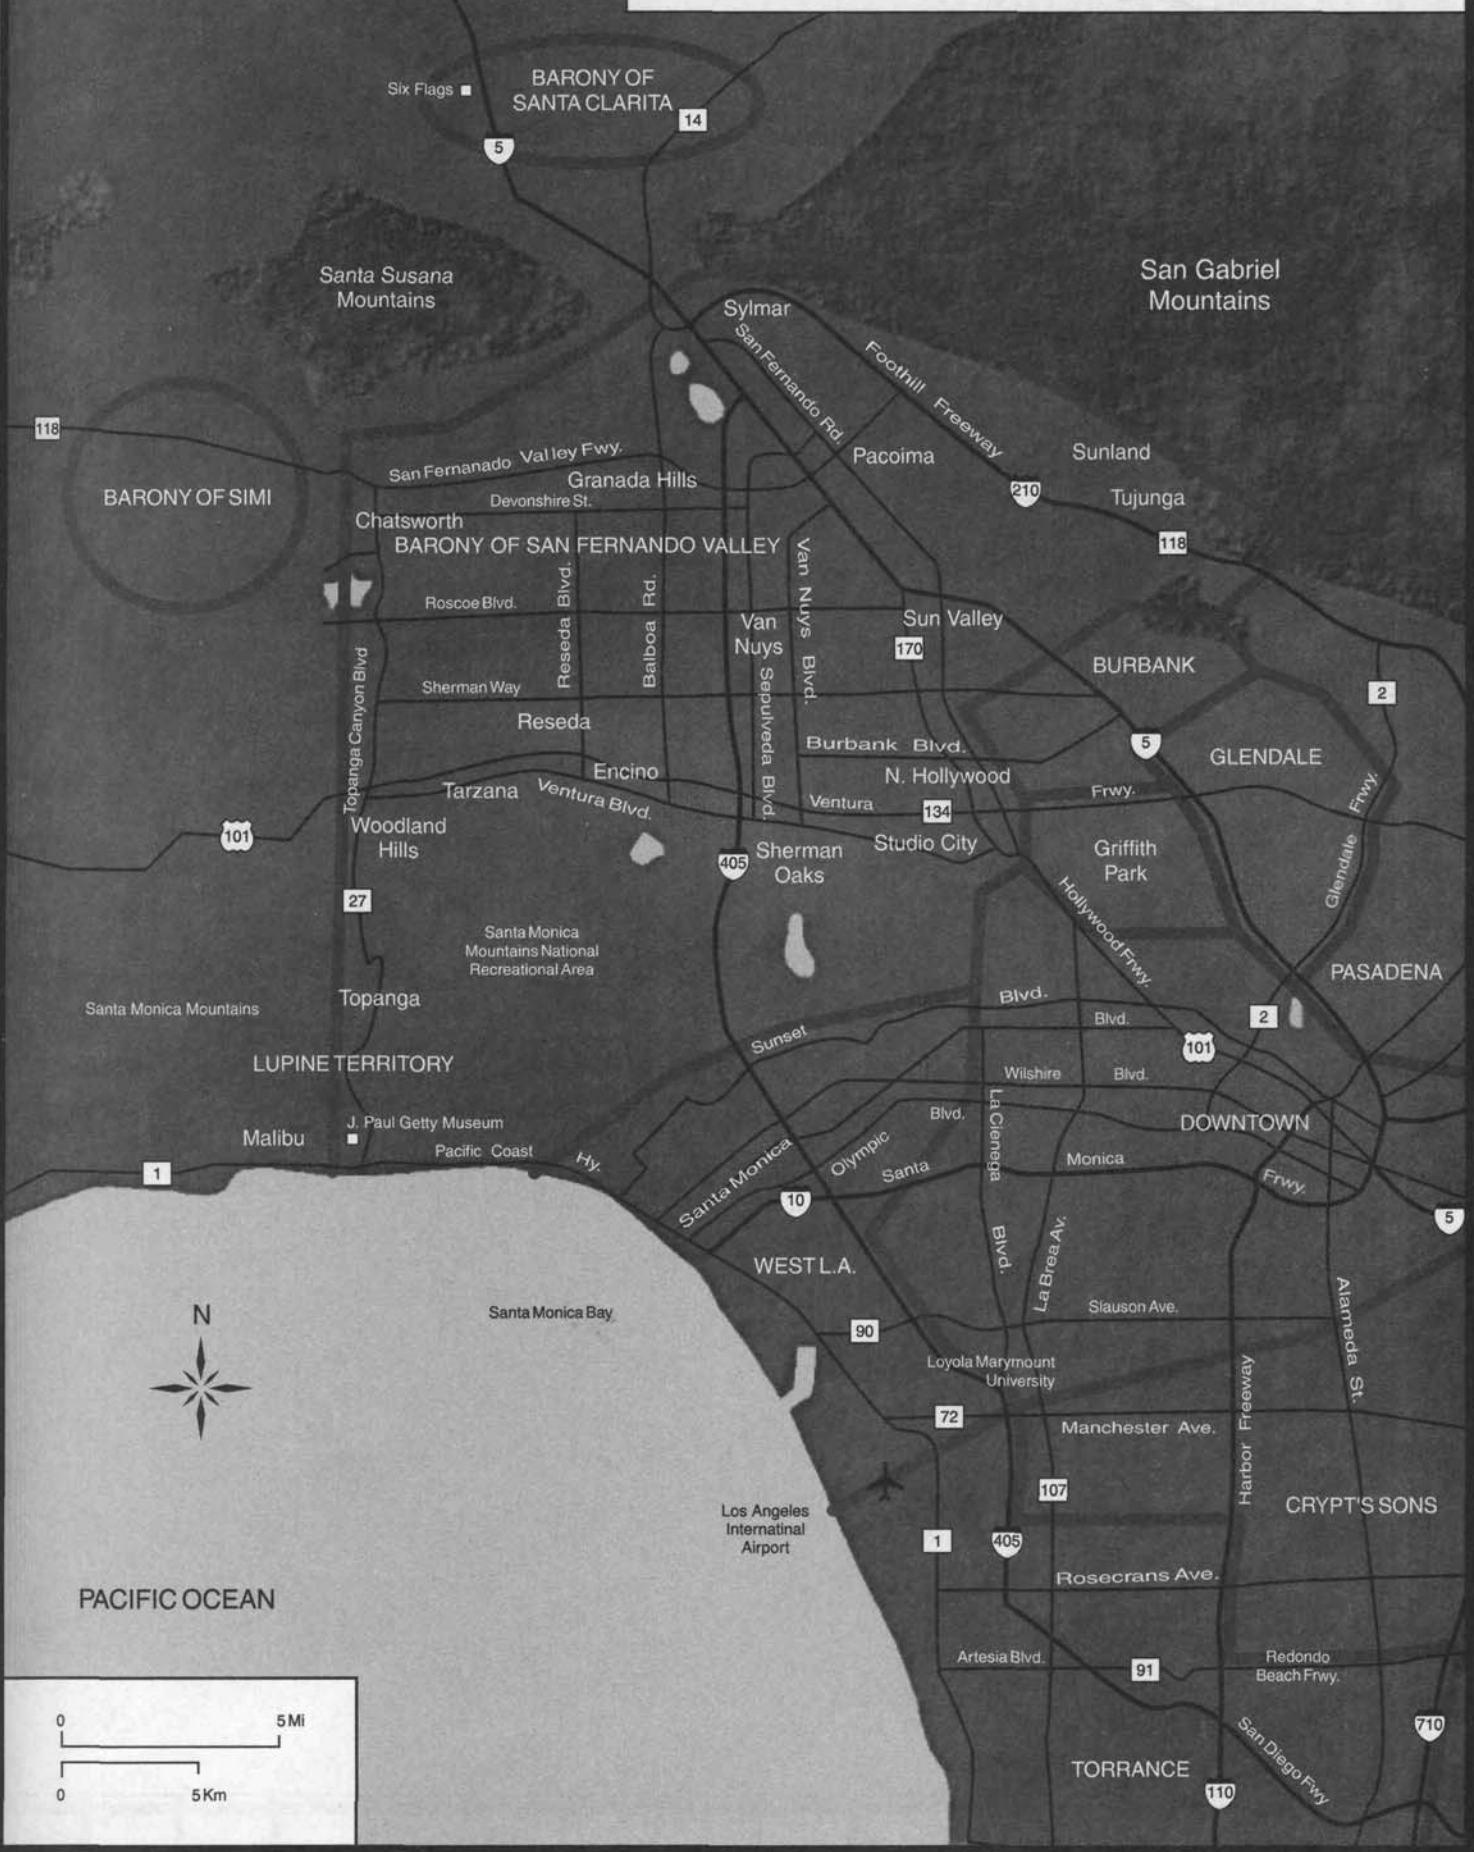 BARONY OF
SANTA CLARITA
Six Flags
14
5
Santa Susana
Mountains
San Gabriel
Mountains
Sylmar
San Fernando Rd.
Foothill Freeway
118
San Fernanado Valley Fwy.
Pacoima
Sunland
Granada Hills
210
Tujunga
BARONY OF SIMI
Devonshire St.
Chatsworth
118
BARONY OF SAN FERNANDO VALLEY
Van Nuys Blvd.
Reseda Blvd.
Balboa Rd.
Roscoe Blvd.
Van
Nuys
Sun Valley
170
BURBANK
Topanga Canyon Blvd
Sherman Way
Sepulveda Blvd.
2
Reseda
Burbank Blvd.
5
GLENDALE
Encino
N. Hollywood
Tarzana
Ventura Blvd.
Ventura
134
Frwy.
Glendale Frwy.
101
Woodland
Hills
405
Sherman
Oaks
Studio City
Griffith
Park
27
Hollywood Frwy.
Santa Monica
Mountains National
Recreational Area
PASADENA
Topanga
Santa Monica Mountains
Sunset
Blvd.
Blvd.
2
101
LUPINE TERRITORY
Wilshire
Blvd.
La Cienega
Blvd.
Blvd.
DOWNTOWN
J. Paul Getty Museum
Malibu
Pacific Coast
Hy.
1
Santa Monica
Olympic
Santa
Monica
Frwy.
10
5
WEST L.A.
La Brea Av.
N
Santa Monica Bay
90
Slauson Ave.
Alameda St.
Loyola Marymount
University
72
Manchester Ave.
Harbor Freeway
107
CRYPT'S SONS
Los Angeles
Internatinal
Airport
1
405
Rosecrans Ave.
PACIFIC OCEAN
Artesia Blvd.
91
Redondo
Beach Frwy.
0
5 Mi
0
5 Km
710
San Diego Fwy
TORRANCE
110